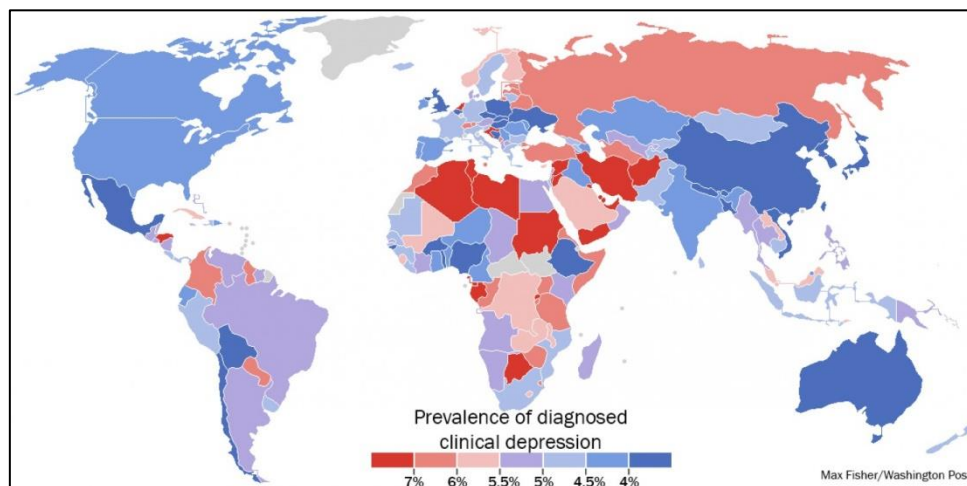 Prevalence of diagnosed
clinical depression
7% 6% 5.5% 5% 4.5% 4%
Max Fisher/Washington Pos